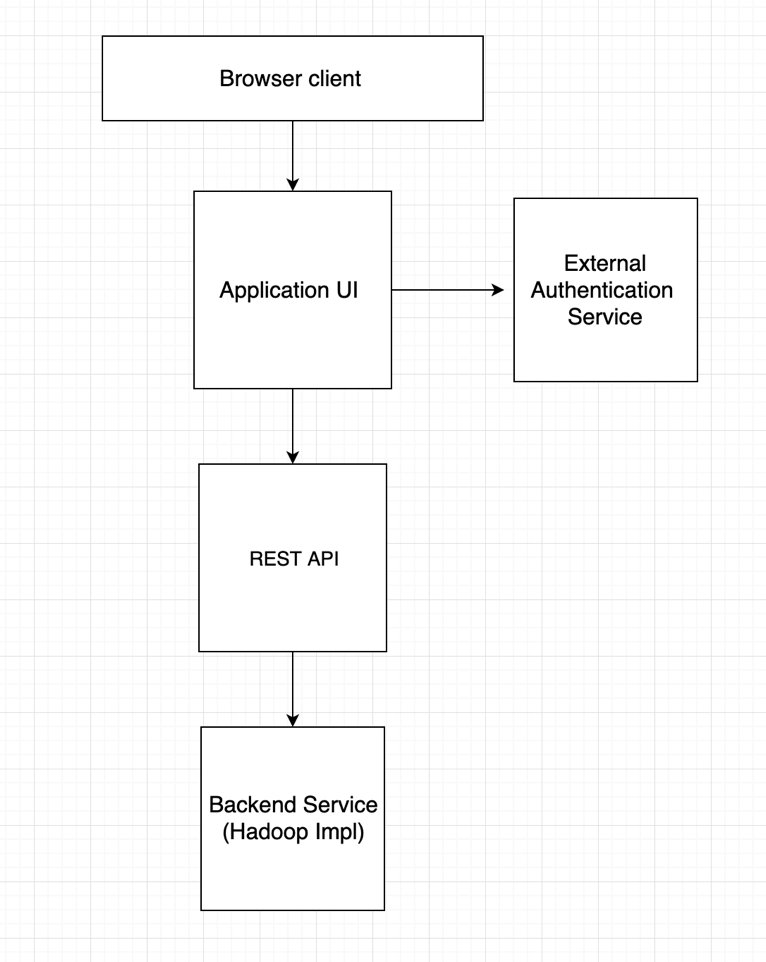 Browser client
Application UI
External
Authentication
Service
REST API
Backend Service
(Hadoop Impl)